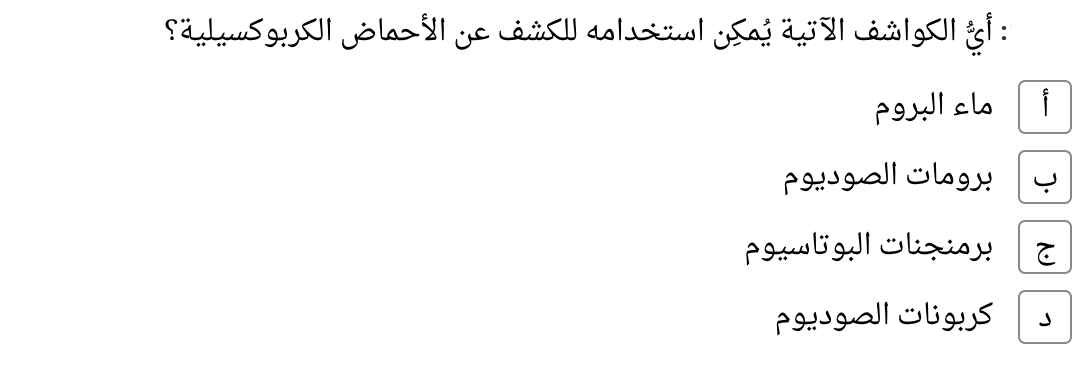 : أيُّ الكواشف الآتية يُمكِن استخدامه للكشف عن الأحماض الكربوكسيلية؟
أ ماء البروم
ب برومات الصوديوم
ج برمنجنات البوتاسيوم
د كربونات الصوديوم